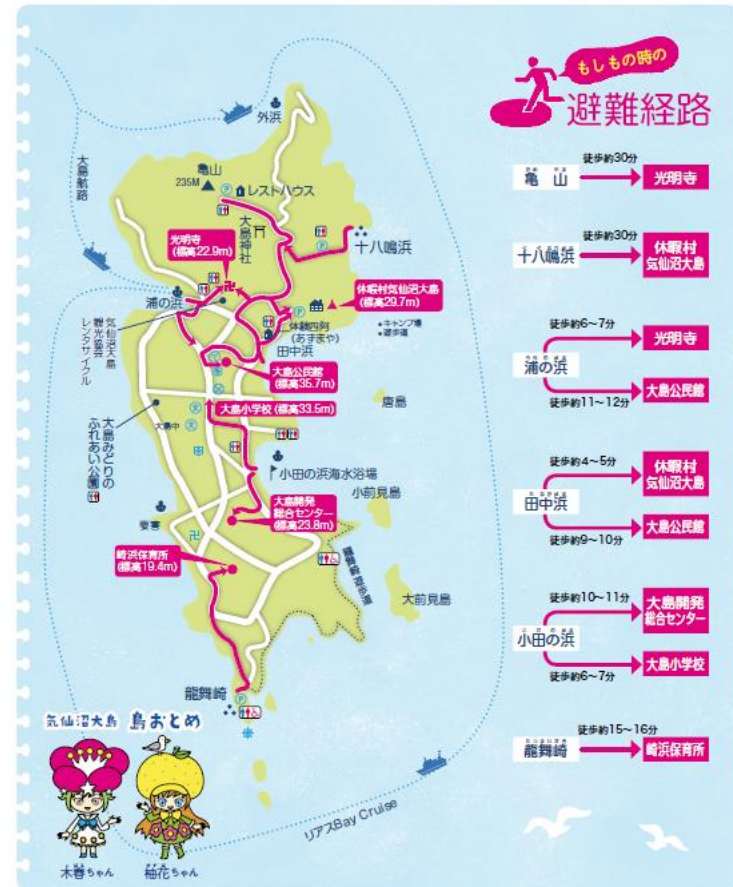 もしもの時の
避難経路
外浜
大島航路
亀山
235M
レストハウス
大島神社
光明寺
(標高22.9m)
十八鳴浜
浦の浜
休暇村気仙沼大島
(標高29.7m)
気仙沼大島
観光協会
レンタサイクル
休憩四阿
(あずまや)
•キャンプ場
•遊歩道
田中浜
大島公民館
(標高35.7m)
大島小学校(標高33.5m)
唐島
大島中
大島みどりの
ふれあい公園
小田の浜海水浴場
小前見島
大島開発
総合センター
(標高23.8m)
要害
崎浜保育所
(標高19.4m)
大前見島
龍舞崎
リアスBay Cruise
気仙沼大島 島おとめ
木春ちゃん
柚花ちゃん
徒歩約30分
亀山
光明寺
徒歩約30分
十八鳴浜
休暇村
気仙沼大島
徒歩約6~7分
光明寺
浦の浜
大島公民館
徒歩約11~12分
徒歩約4~5分
休暇村
気仙沼大島
田中浜
大島公民館
徒歩約9~10分
徒歩約10~11分
大島開発
総合センター
小田の浜
大島小学校
徒歩約6~7分
徒歩約15~16分
龍舞崎
崎浜保育所